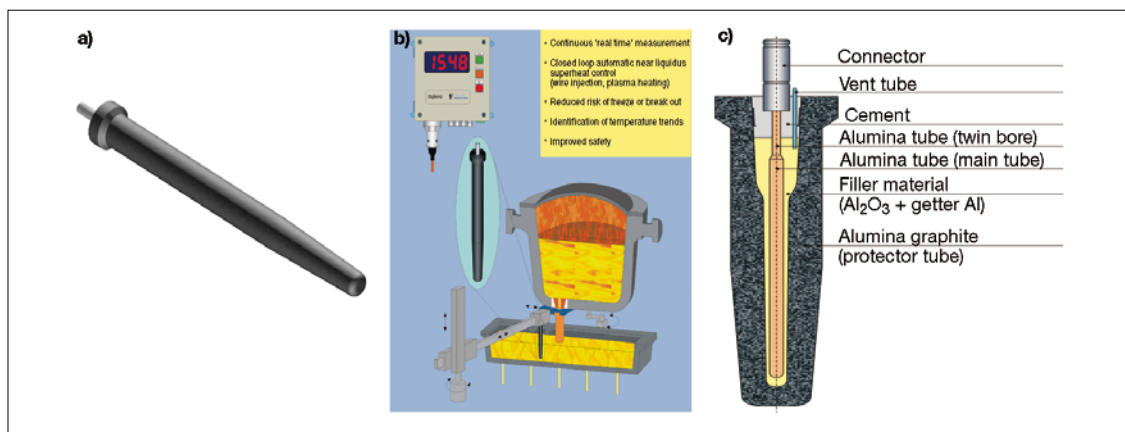 a)
b)
1548
• Continuous 'real time' measurement
• Closed loop automatic near liquidus
superheat control
(wire injection, plasma heating)
• Reduced risk of freeze or break out
• Identification of temperature trends
• Improved safety
c)
Connector
Vent tube
Cement
Alumina tube (twin bore)
Alumina tube (main tube)
Filler material
(Al₂O₃ + getter Al)
Alumina graphite
(protector tube)